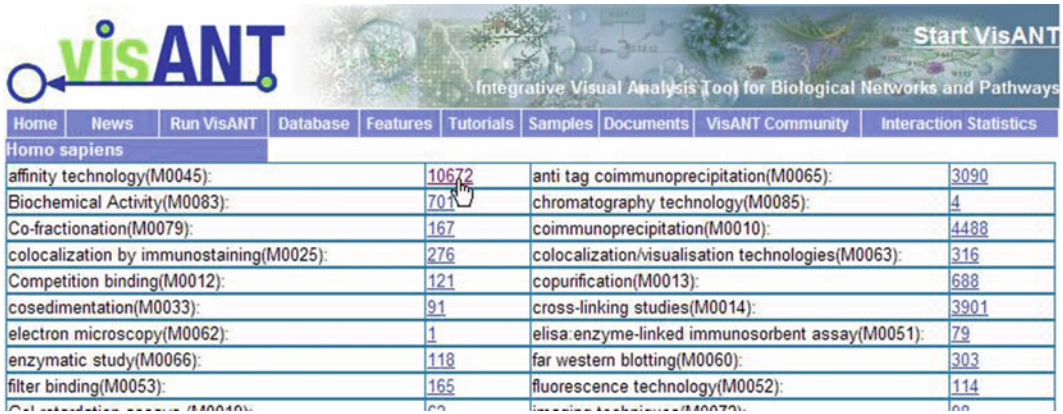 visANT
Start VisANT
Integrative Visual Analysis Tool for Biological Networks and Pathways
Home News Run VisANT Database Features Tutorials Samples Documents VisANT Community Interaction Statistics
Homo sapiens
affinity technology(M0045): 10672 anti tag coimmunoprecipitation(M0065): 3090
Biochemical Activity(M0083): 701 chromatography technology(M0085): 4
Co-fractionation(M0079): 167 coimmunoprecipitation(M0010): 4488
colocalization by immunostaining(M0025): 276 colocalization/visualisation technologies(M0063): 316
Competition binding(M0012): 121 copurification(M0013): 688
cosedimentation(M0033): 91 cross-linking studies(M0014): 3901
electron microscopy(M0062): 1 elisa:enzyme-linked immunosorbent assay(M0051): 79
enzymatic study(M0066): 118 far western blotting(M0060): 303
filter binding(M0053): 165 fluorescence technology(M0052): 114